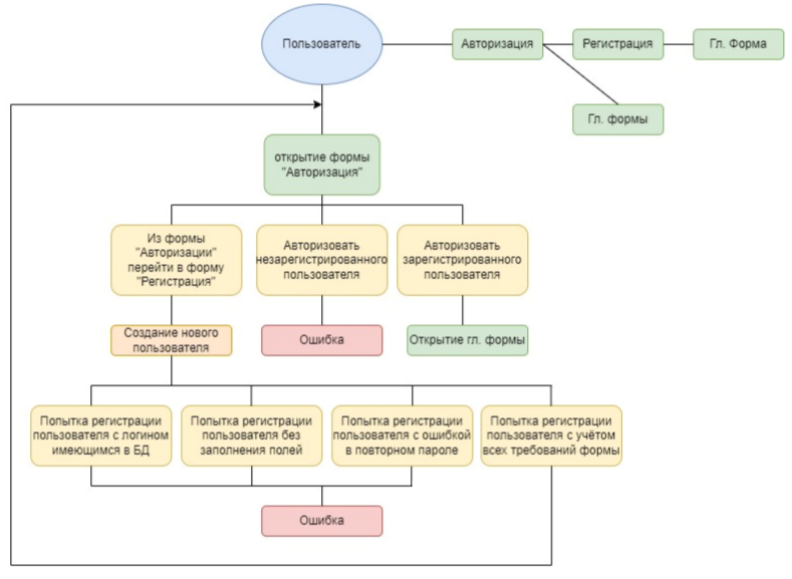 Пользователь
Авторизация
Регистрация
Гл. Форма
Гл. формы
открытие формы
"Авторизация"
Из формы
"Авторизации"
перейти в форму
"Регистрация"
Авторизовать
незарегистрированного
пользователя
Авторизовать
зарегистрированного
пользователя
Создание нового
пользователя
Ошибка
Открытие гл. формы
Попытка регистрации
пользователя с логином
имеющимся в БД
Попытка регистрации
пользователя без
заполнения полей
Попытка регистрации
пользователя с ошибкой
в повторном пароле
Попытка регистрации
пользователя с учётом
всех требований формы
Ошибка